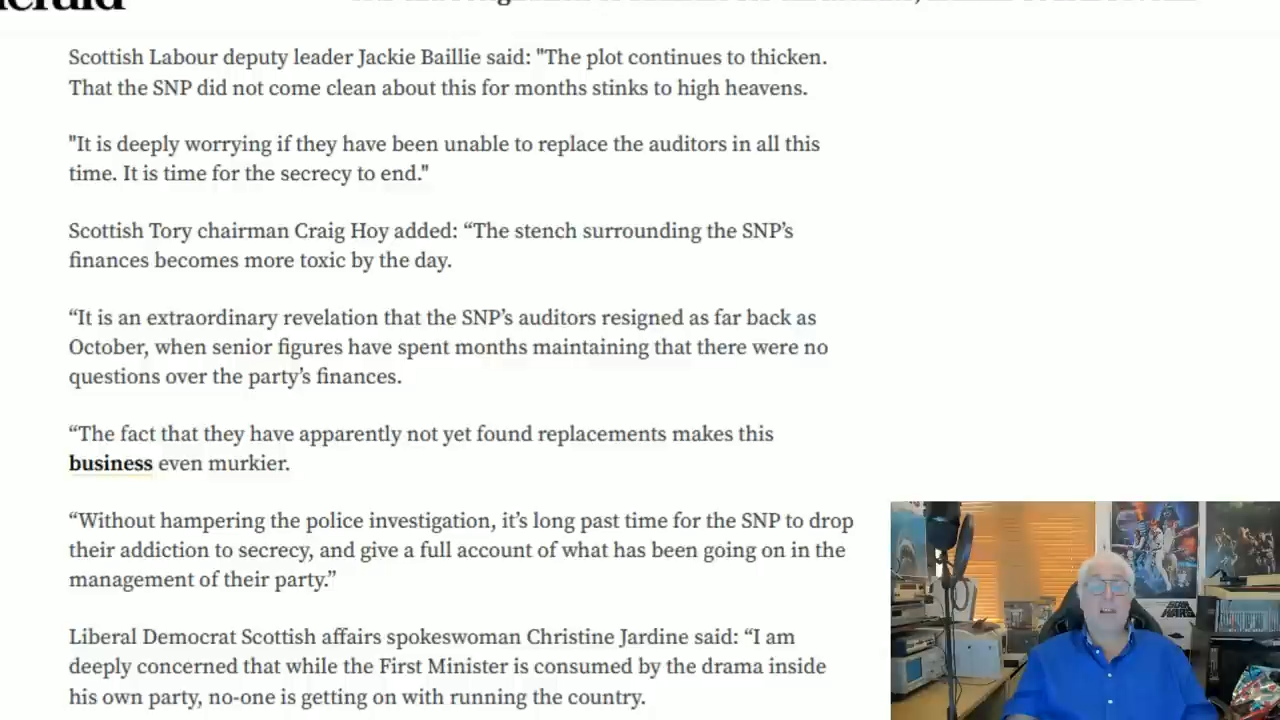 Scottish Labour deputy leader Jackie Baillie said: "The plot continues to thicken.
That the SNP did not come clean about this for months stinks to high heavens.
"It is deeply worrying if they have been unable to replace the auditors in all this
time. It is time for the secrecy to end."
Scottish Tory chairman Craig Hoy added: “The stench surrounding the SNP’s
finances becomes more toxic by the day.
“It is an extraordinary revelation that the SNP’s auditors resigned as far back as
October, when senior figures have spent months maintaining that there were no
questions over the party’s finances.
“The fact that they have apparently not yet found replacements makes this
business even murkier.
“Without hampering the police investigation, it’s long past time for the SNP to drop
their addiction to secrecy, and give a full account of what has been going on in the
management of their party.”
Liberal Democrat Scottish affairs spokeswoman Christine Jardine said: “I am
deeply concerned that while the First Minister is consumed by the drama inside
his own party, no-one is getting on with running the country.
STAR
WARS